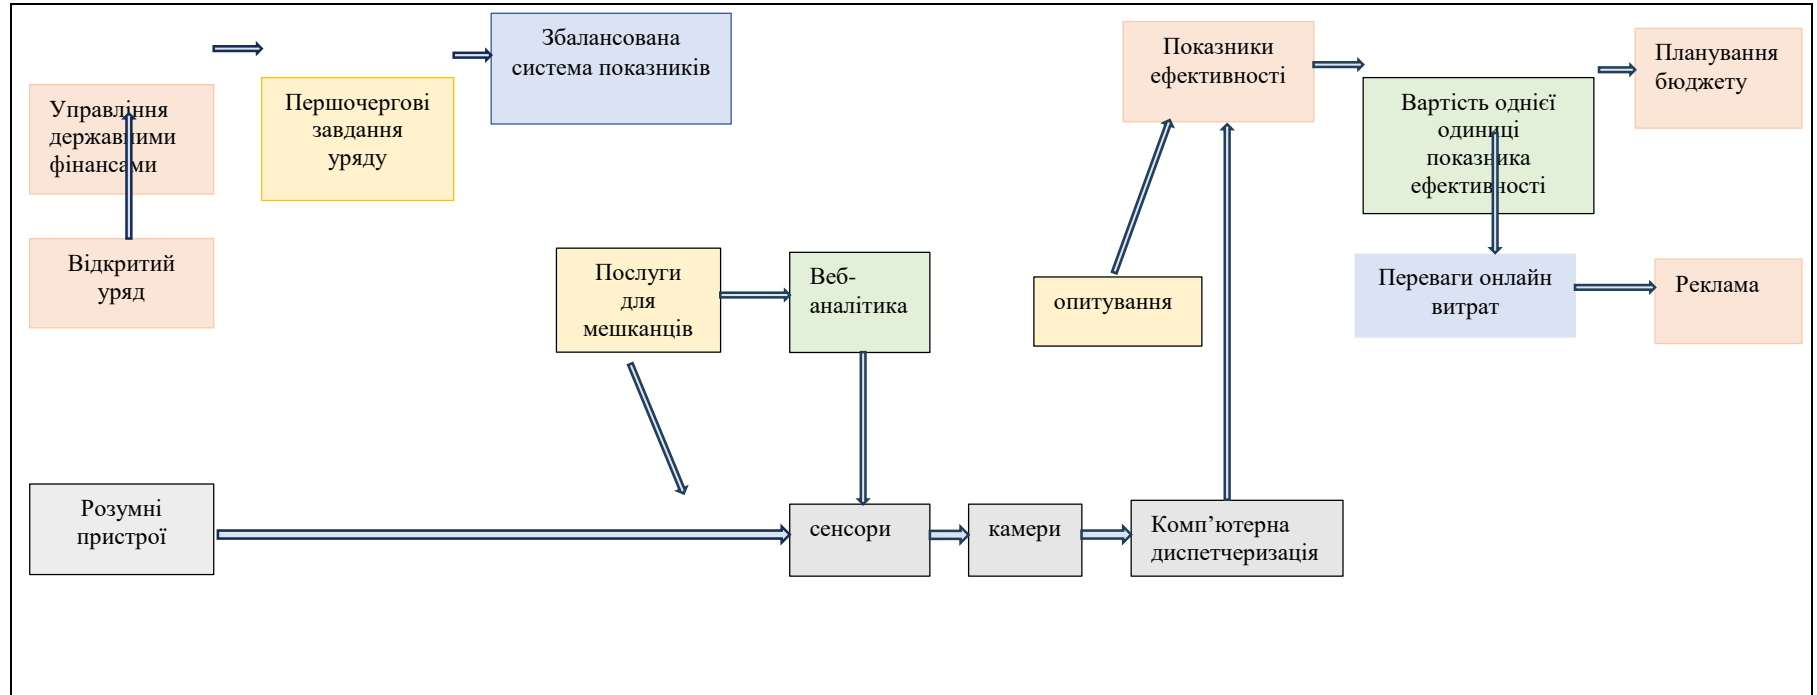 Збалансована
система показників
Показники
ефективності
Планування
бюджету
Управління
державними
фінансами
Першочергові
завдання
уряду
Вартість однієї
одиниці
показника
ефективності
Відкритий
уряд
Послуги
для
мешканців
Веб-
аналітика
опитування
Переваги онлайн
витрат
Реклама
Розумні
пристрої
сенсори
камери
Комп’ютерна
диспетчеризація